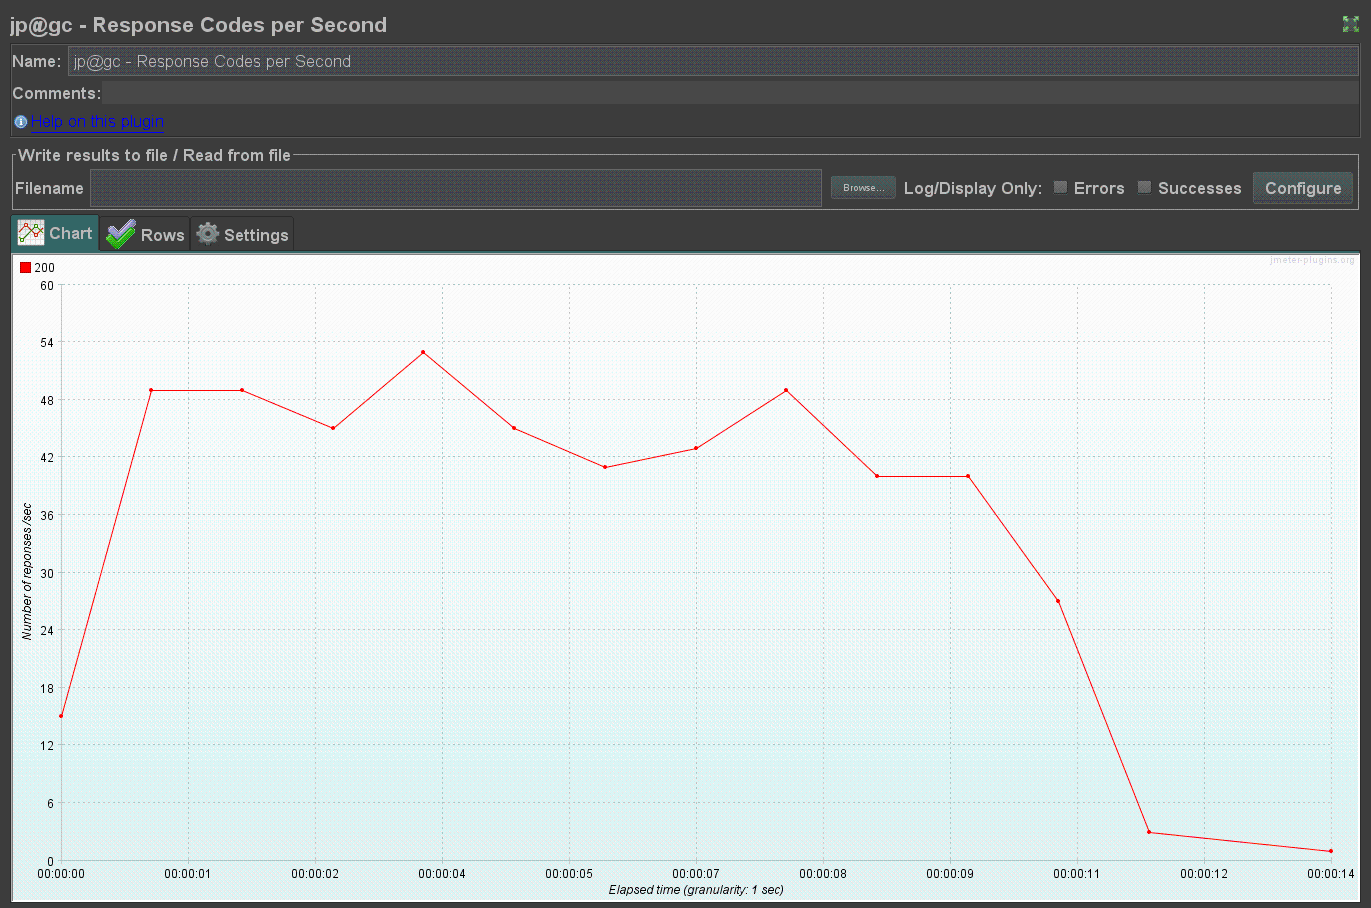 jp@gc - Response Codes per Second
Name: jp@gc - Response Codes per Second
Comments:
Help on this plugin
Write results to file / Read from file
Filename Browse... Log/Display Only: Errors Successes Configure
Chart Rows Settings
200 jmeter-plugins.org
60
54
48
42
36
30
24
18
12
6
0
Number of reponses /sec
00:00:00 00:00:01 00:00:02 00:00:04 00:00:05 00:00:07 00:00:08 00:00:09 00:00:11 00:00:12 00:00:14
Elapsed time (granularity: 1 sec)